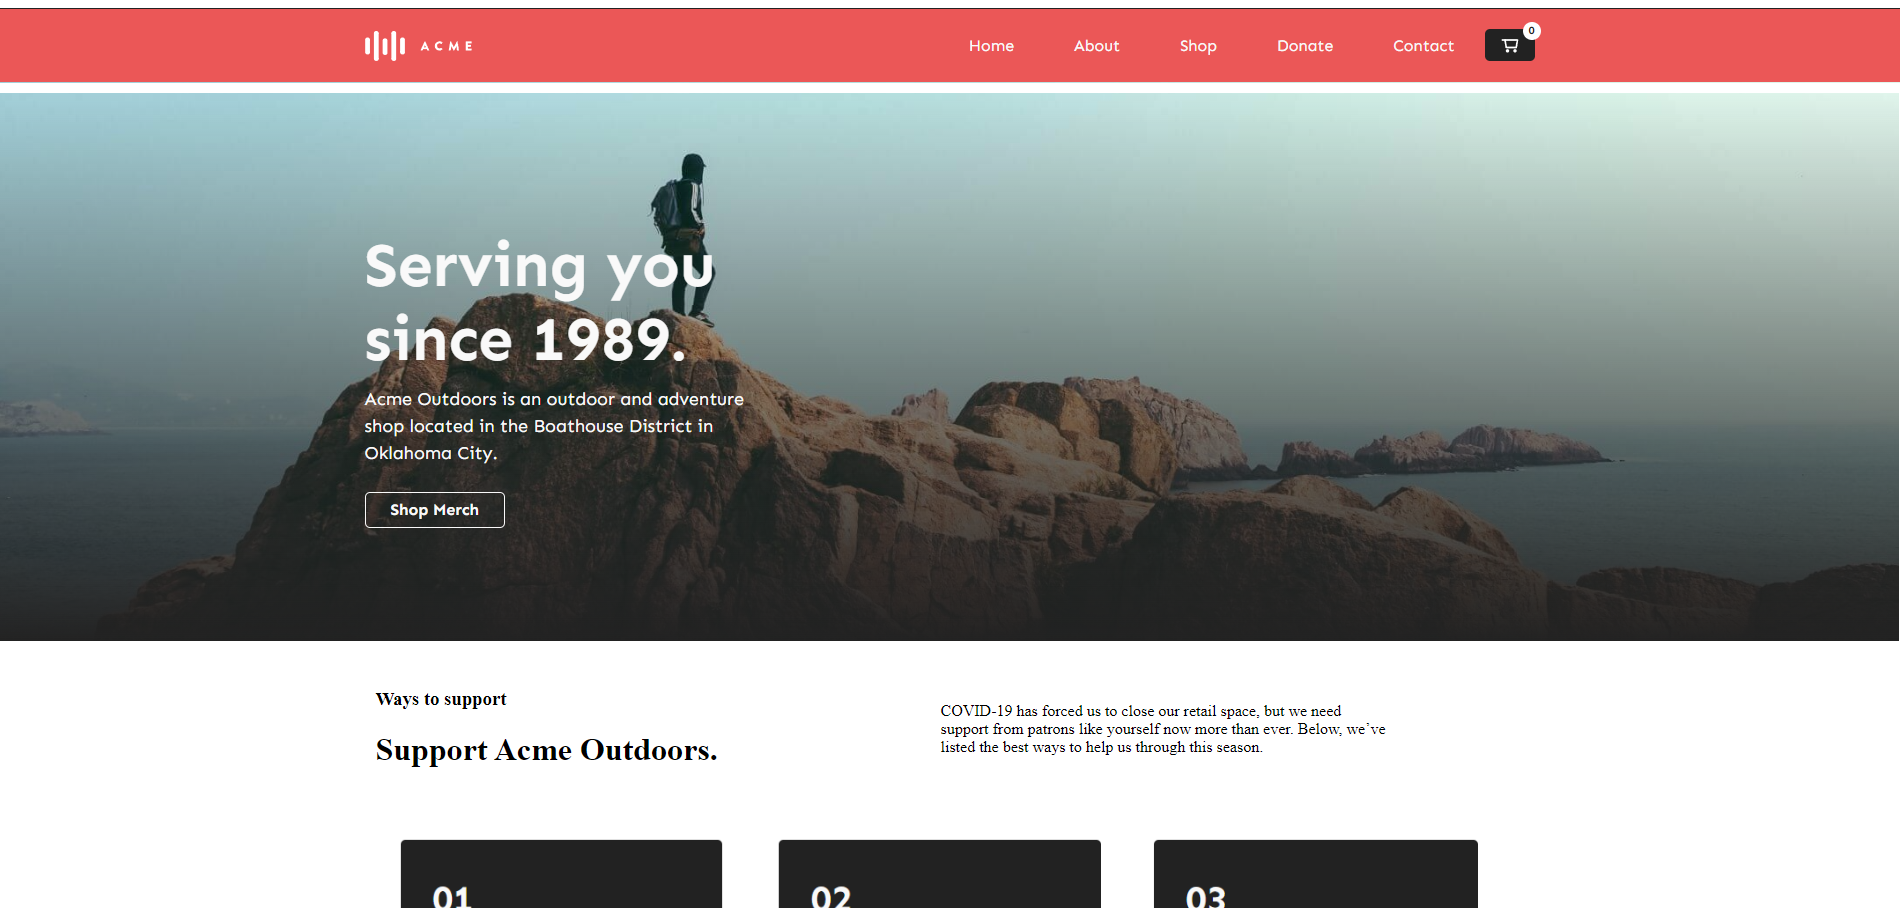 ACME
Home
About
Shop
Donate
Contact
0
Serving you
since 1989.
Acme Outdoors is an outdoor and adventure
shop located in the Boathouse District in
Oklahoma City.
Shop Merch
Ways to support
Support Acme Outdoors.
COVID-19 has forced us to close our retail space, but we need
support from patrons like yourself now more than ever. Below, we’ve
listed the best ways to help us through this season.
01
02
03